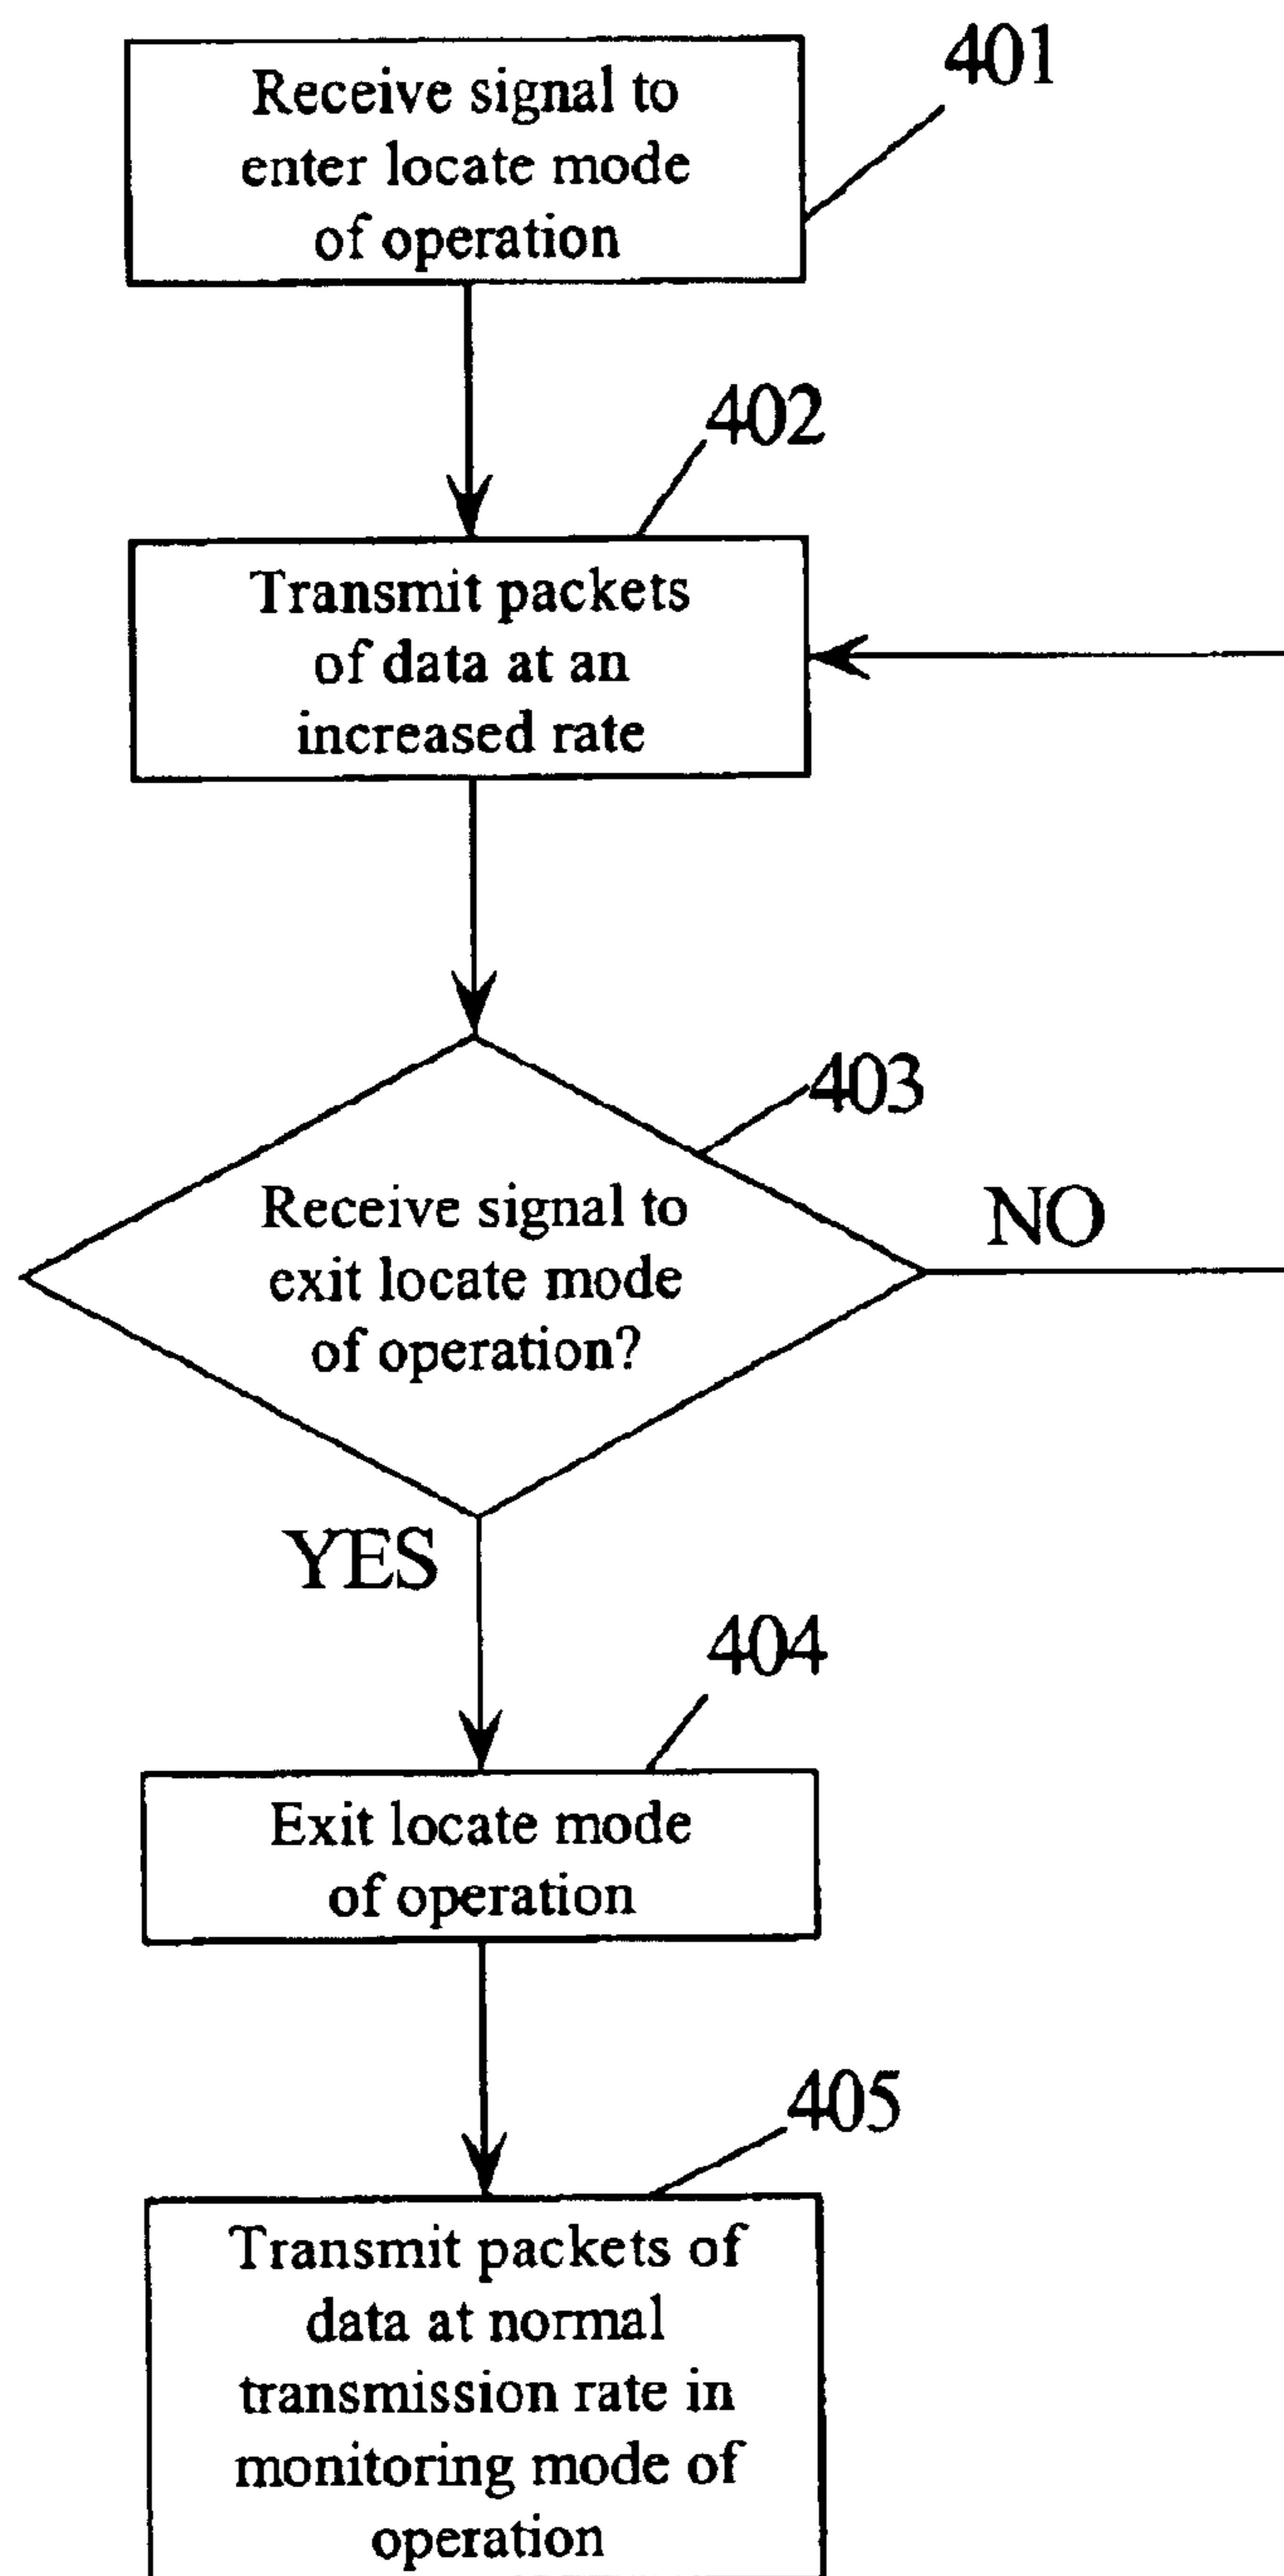 401
Receive signal to
enter locate mode
of operation
402
Transmit packets
of data at an
increased rate
403
Receive signal to
exit locate mode
of operation?
NO
YES
404
Exit locate mode
of operation
405
Transmit packets of
data at normal
transmission rate in
monitoring mode of
operation